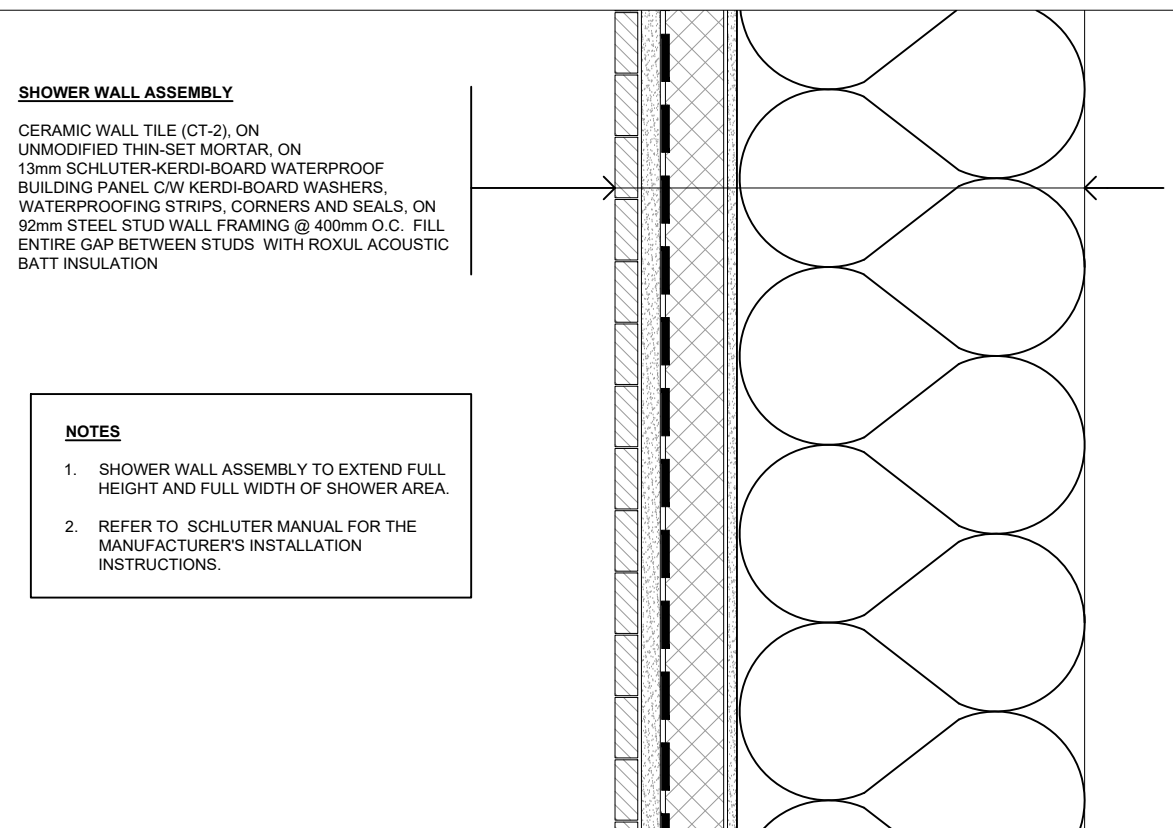 SHOWER WALL ASSEMBLY
CERAMIC WALL TILE (CT-2), ON
UNMODIFIED THIN-SET MORTAR, ON
13mm SCHLUTER-KERDI-BOARD WATERPROOF
BUILDING PANEL C/W KERDI-BOARD WASHERS,
WATERPROOFING STRIPS, CORNERS AND SEALS, ON
92mm STEEL STUD WALL FRAMING @ 400mm O.C. FILL
ENTIRE GAP BETWEEN STUDS WITH ROXUL ACOUSTIC
BATT INSULATION
NOTES
1. SHOWER WALL ASSEMBLY TO EXTEND FULL
HEIGHT AND FULL WIDTH OF SHOWER AREA.
2. REFER TO SCHLUTER MANUAL FOR THE
MANUFACTURER'S INSTALLATION
INSTRUCTIONS.